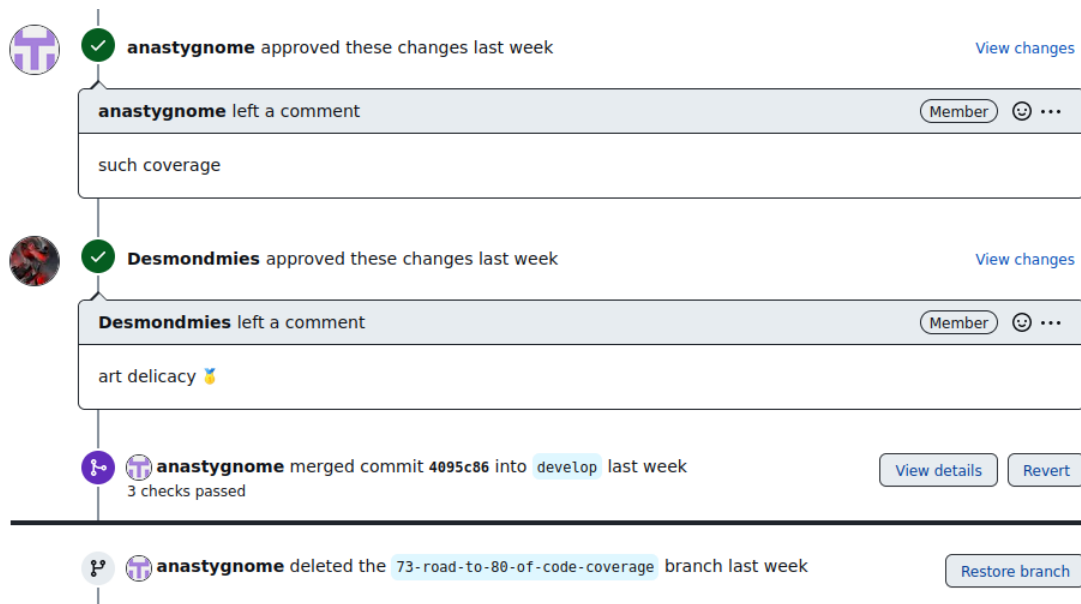 anastygnome approved these changes last week View changes
anastygnome left a comment Member
such coverage
Desmondmies approved these changes last week View changes
Desmondmies left a comment Member
art delicacy 🥇
anastygnome merged commit 4095c86 into develop last week View details Revert
3 checks passed
anastygnome deleted the 73-road-to-80-of-code-coverage branch last week Restore branch